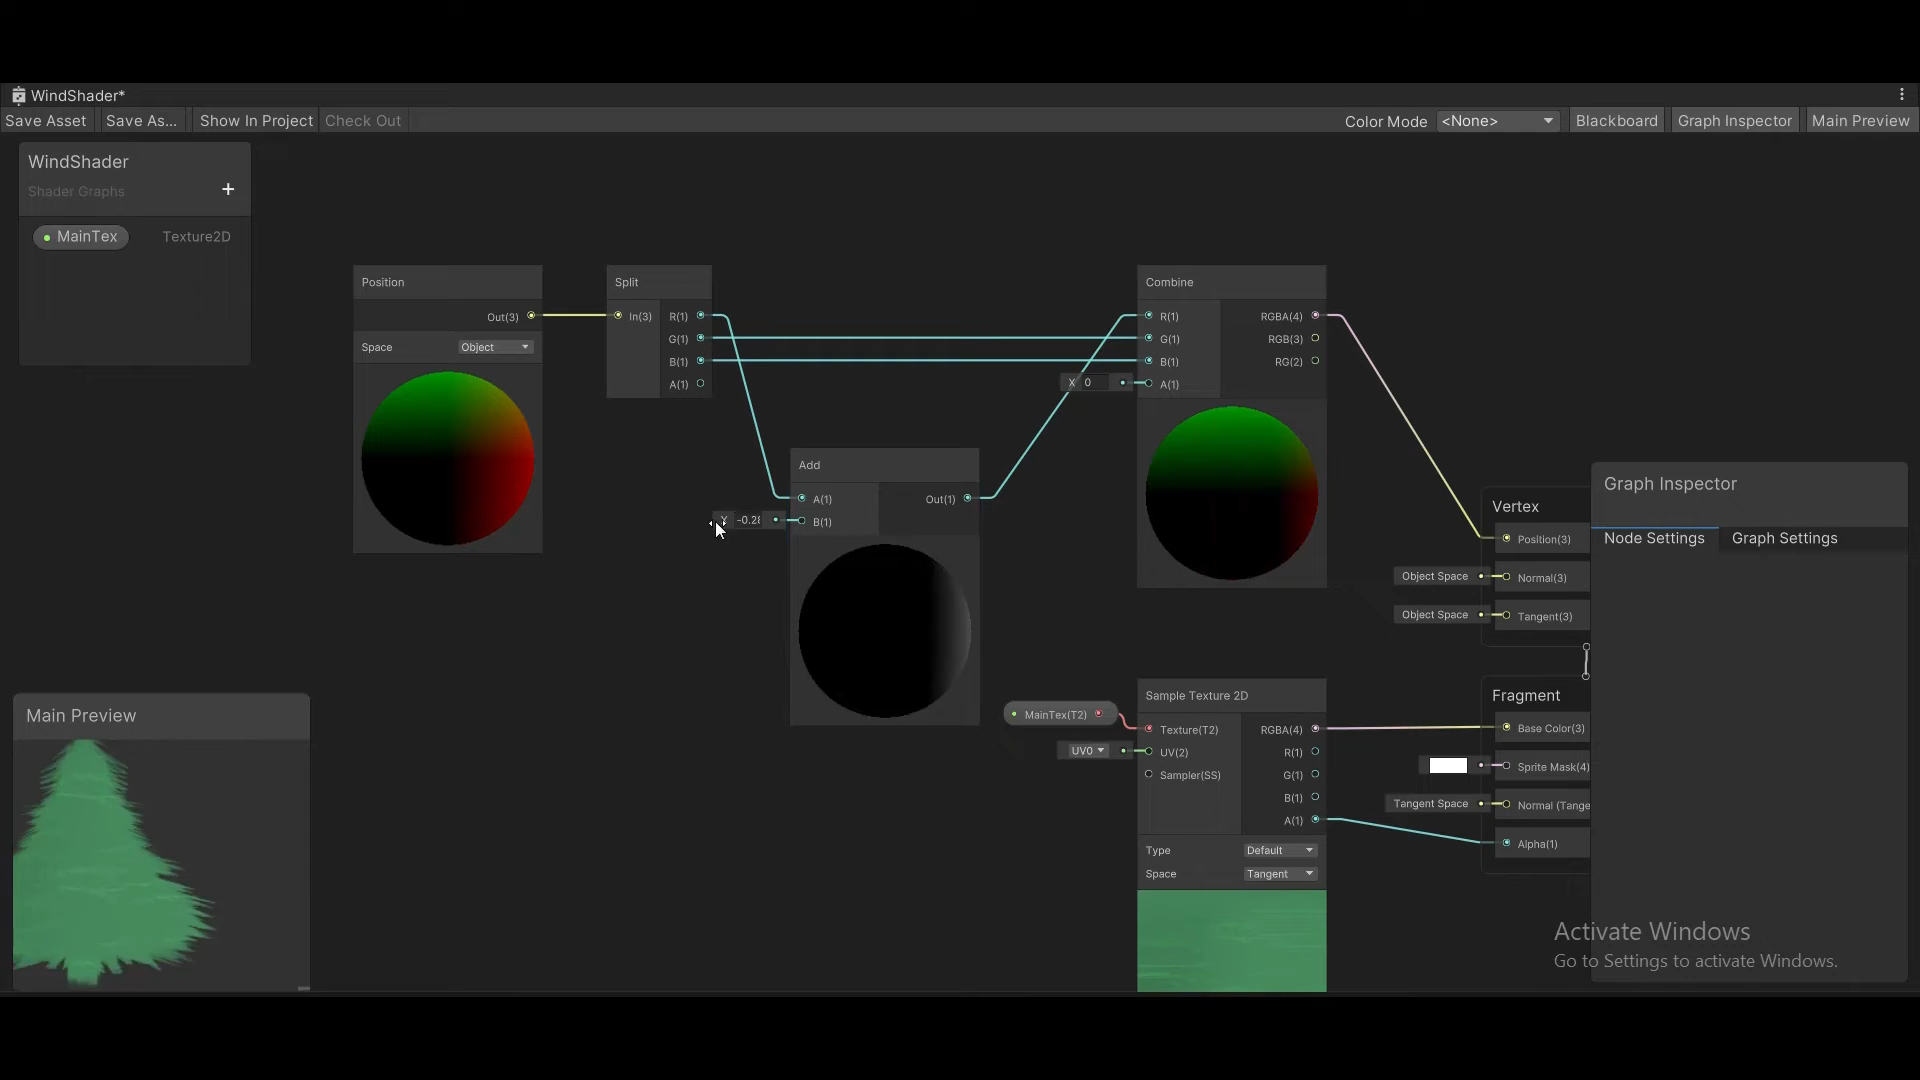 WindShader*
Save Asset
Save As...
Show In Project
Check Out
Color Mode
<None>
Blackboard
Graph Inspector
Main Preview
WindShader
Shader Graphs
+
MainTex
Texture2D
Position
Out(3)
Space
Object
Split
In(3)
R(1)
G(1)
B(1)
A(1)
Combine
R(1)
G(1)
B(1)
X 0
A(1)
RGBA(4)
RGB(3)
RG(2)
Add
A(1)
-0.28
B(1)
Out(1)
Vertex
Position(3)
Object Space
Normal(3)
Object Space
Tangent(3)
Graph Inspector
Node Settings
Graph Settings
Main Preview
Sample Texture 2D
MainTex(T2)
Texture(T2)
UV0
UV(2)
Sampler(SS)
RGBA(4)
R(1)
G(1)
B(1)
A(1)
Type
Default
Space
Tangent
Fragment
Base Color(3)
Sprite Mask(4)
Tangent Space
Normal (Tange
Alpha(1)
Activate Windows
Go to Settings to activate Windows.